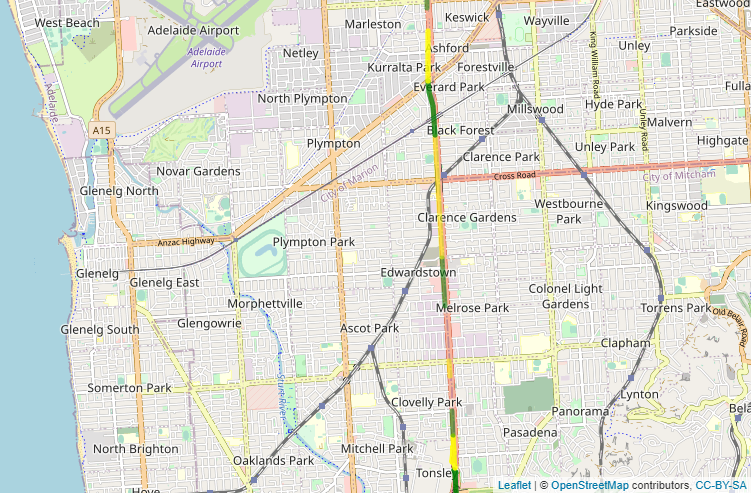 Eastwood
Keswick
Wayville
Marleston
West Beach
Adelaide Airport
Parkside
Unley
Ashford
Netley
Adelaide
Airport
Kurralta Park
Forestville
King William Road
Everard Park
Fulla
Adelaide
North Plympton
Hyde Park
Millswood
Unley Road
Malvern
A15
Black Forest
Plympton
Unley Park
Highgate
Clarence Park
Novar Gardens
City of Marion
Cross Road
City of Mitcham
Glenelg North
Westbourne
Park
Kingswood
Clarence Gardens
Anzac Highway
Plympton Park
Glenelg
Edwardstown
Glenelg East
Colonel Light
Gardens
Morphettville
Melrose Park
Torrens Park
Old Belair Road
Glengowrie
Glenelg South
Ascot Park
Clapham
Sturt River
Somerton Park
Lynton
Clovelly Park
Panorama
Bela
Pasadena
North Brighton
Mitchell Park
Oaklands Park
Tonsley
Hove
Leaflet | © OpenStreetMap contributors, CC-BY-SA